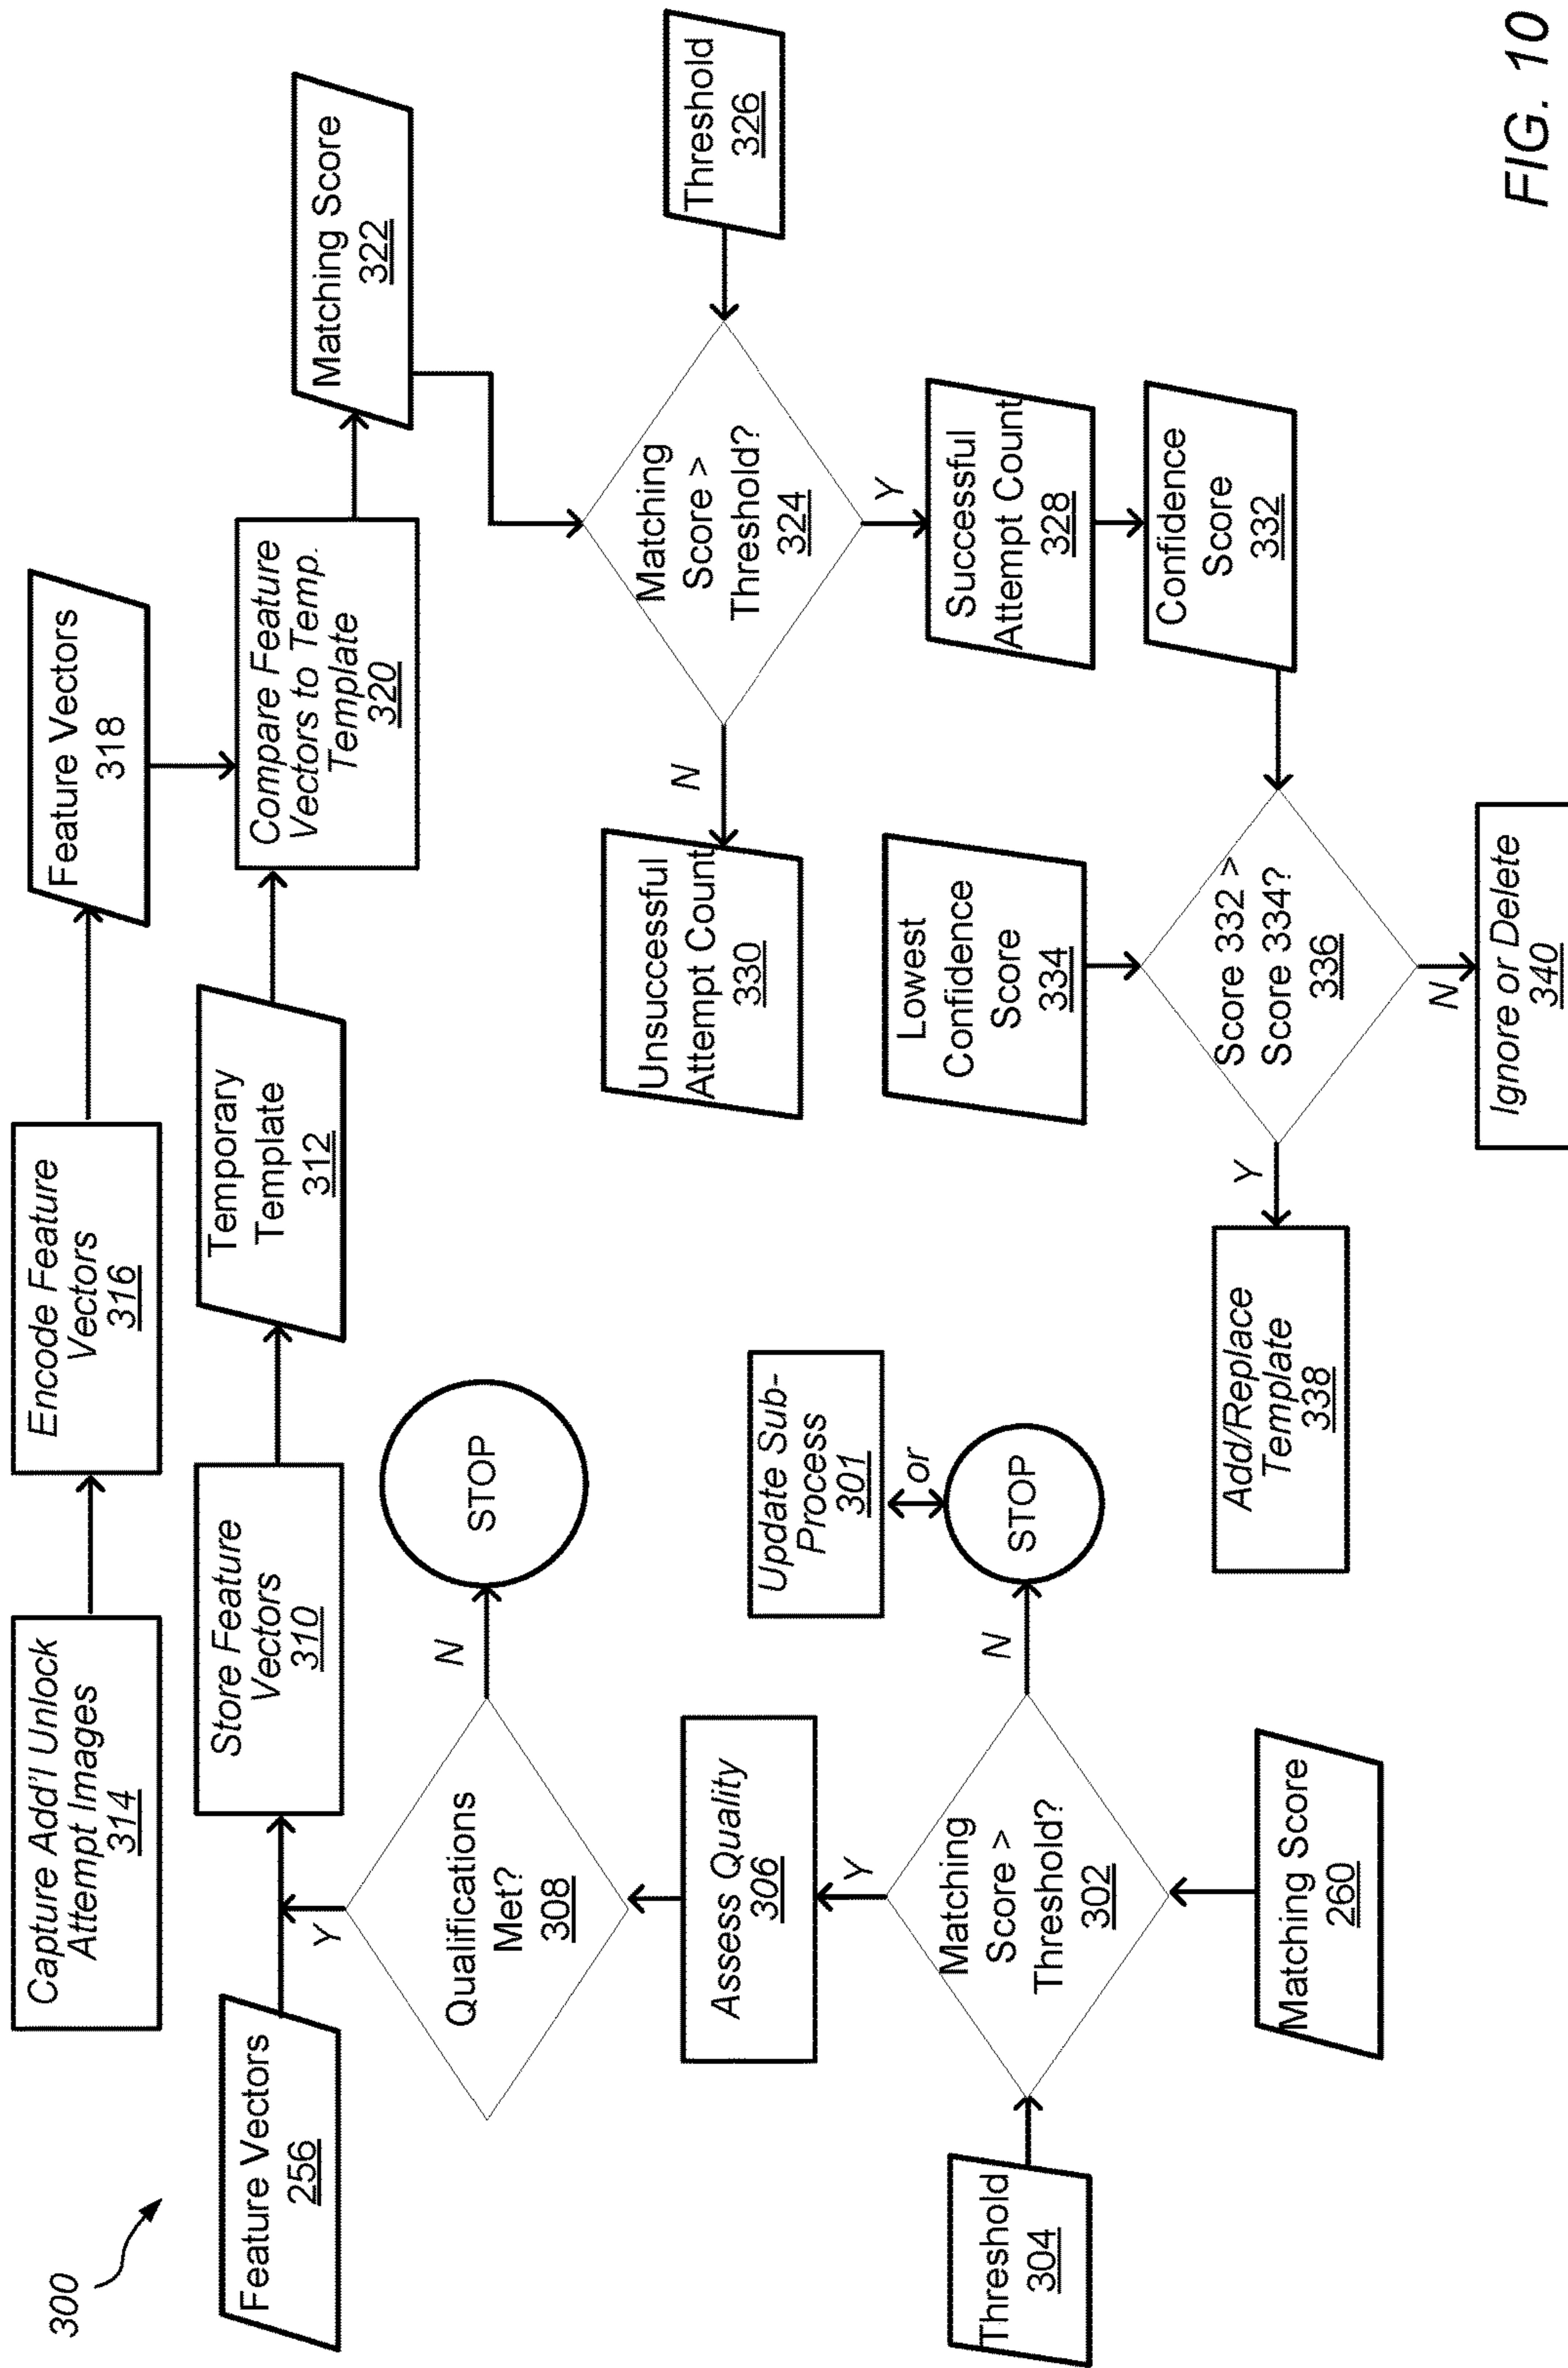 300
Capture Add'l Unlock
Attempt Images
314
Encode Feature
Vectors
316
Feature Vectors
318
Feature Vectors
256
Store Feature
Vectors
310
Temporary
Template
312
Compare Feature
Vectors to Temp.
Template
320
Matching Score
322
Y
Qualifications
Met?
308
N
STOP
Assess Quality
306
Y
Threshold
304
Matching
Score >
Threshold?
302
N
STOP
or
Update Sub-
Process
301
Matching Score
260
Unsuccessful
Attempt Count
330
N
Matching
Score >
Threshold?
324
Threshold
326
Y
Successful
Attempt Count
328
Confidence
Score
332
Lowest
Confidence
Score
334
Score 332 >
Score 334?
336
Y
Add/Replace
Template
338
N
Ignore or Delete
340
FIG. 10